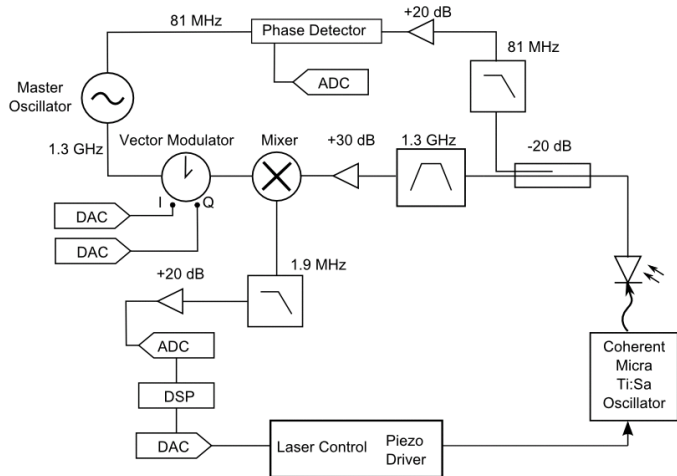 +20 dB
81 MHz
Phase Detector
81 MHz
ADC
Master
Oscillator
1.3 GHz
Vector Modulator
Mixer
+30 dB
1.3 GHz
-20 dB
I
Q
DAC
DAC
1.9 MHz
+20 dB
ADC
DSP
DAC
Laser Control
Piezo
Driver
Coherent
Micra
Ti:Sa
Oscillator